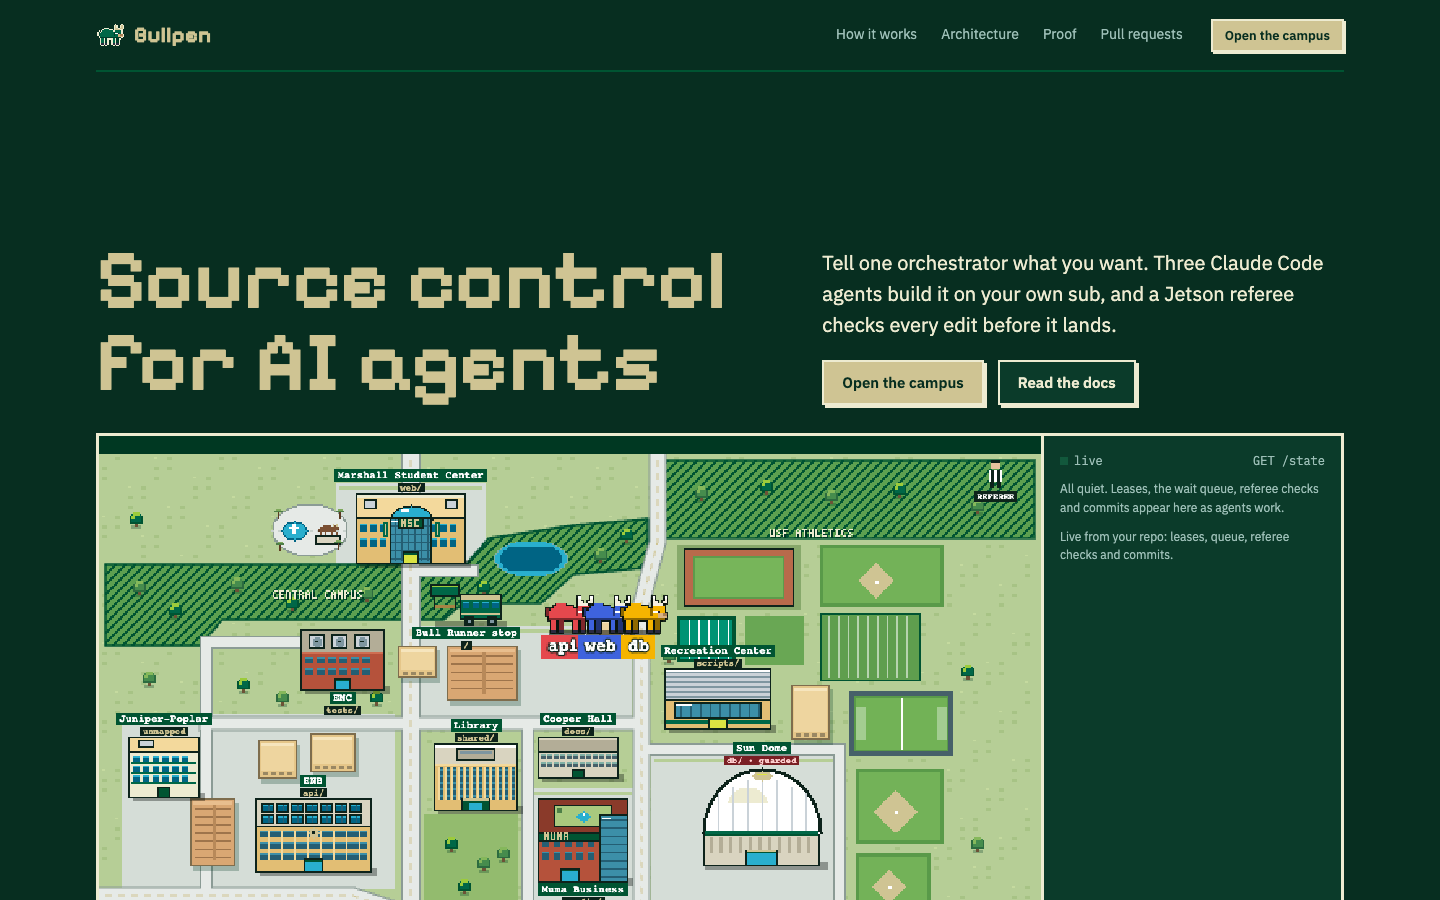 Bullpen
How it works
Architecture
Proof
Pull requests
Open the campus
Source control
for AI agents
Tell one orchestrator what you want. Three Claude Code
agents build it on your own sub, and a Jetson referee
checks every edit before it lands.
Open the campus
Read the docs
live
GET /state
All quiet. Leases, the wait queue, referee checks
and commits appear here as agents work.
Live from your repo: leases, queue, referee
checks and commits.
Marshall Student Center
web/
MSC
REFEREE
USF ATHLETICS
CENTRAL CAMPUS
Bull Runner stop
/
api
web
db
Recreation Center
scripts/
ENC
tests/
Juniper-Poplar
unmapped
Library
shared/
Cooper Hall
docs/
Sun Dome
db/ • guarded
ENB
api/
MUMA
Muma Business